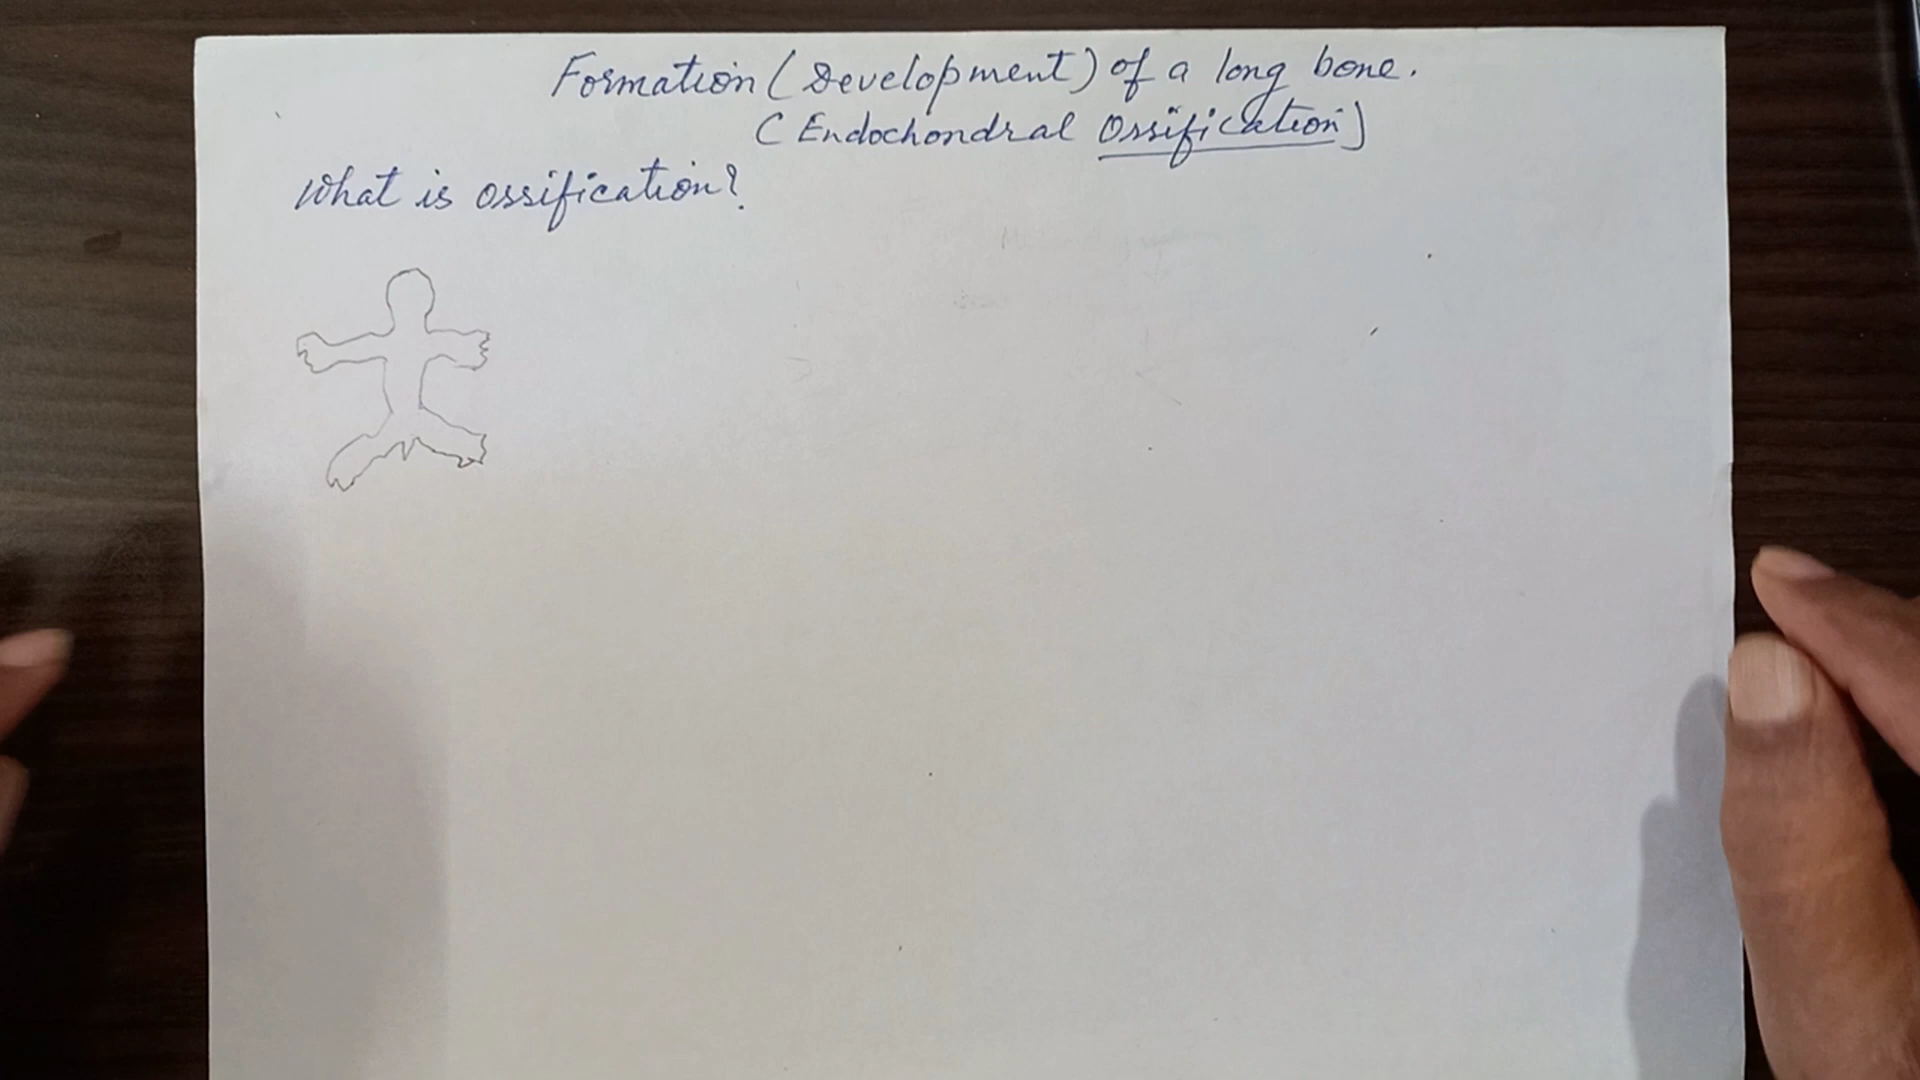 Formation (Development) of a long bone.
(Endochondral Ossification)
What is ossification?